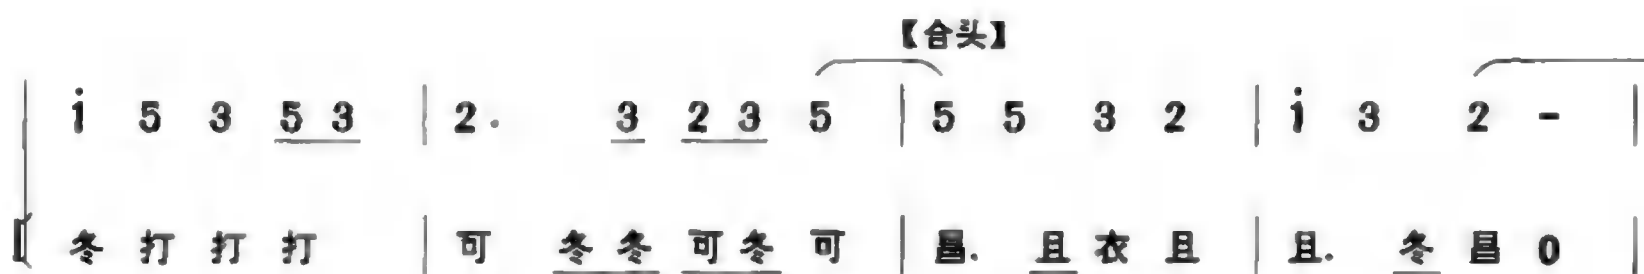 【合头】
i 5 3 5 3 | 2. 3 2 3 5 | 5 5 3 2 | i 3 2 - |
冬 打 打 打 | 可 冬冬 可冬 可 | 昌. 且 衣 且 | 且. 冬 昌 0 |